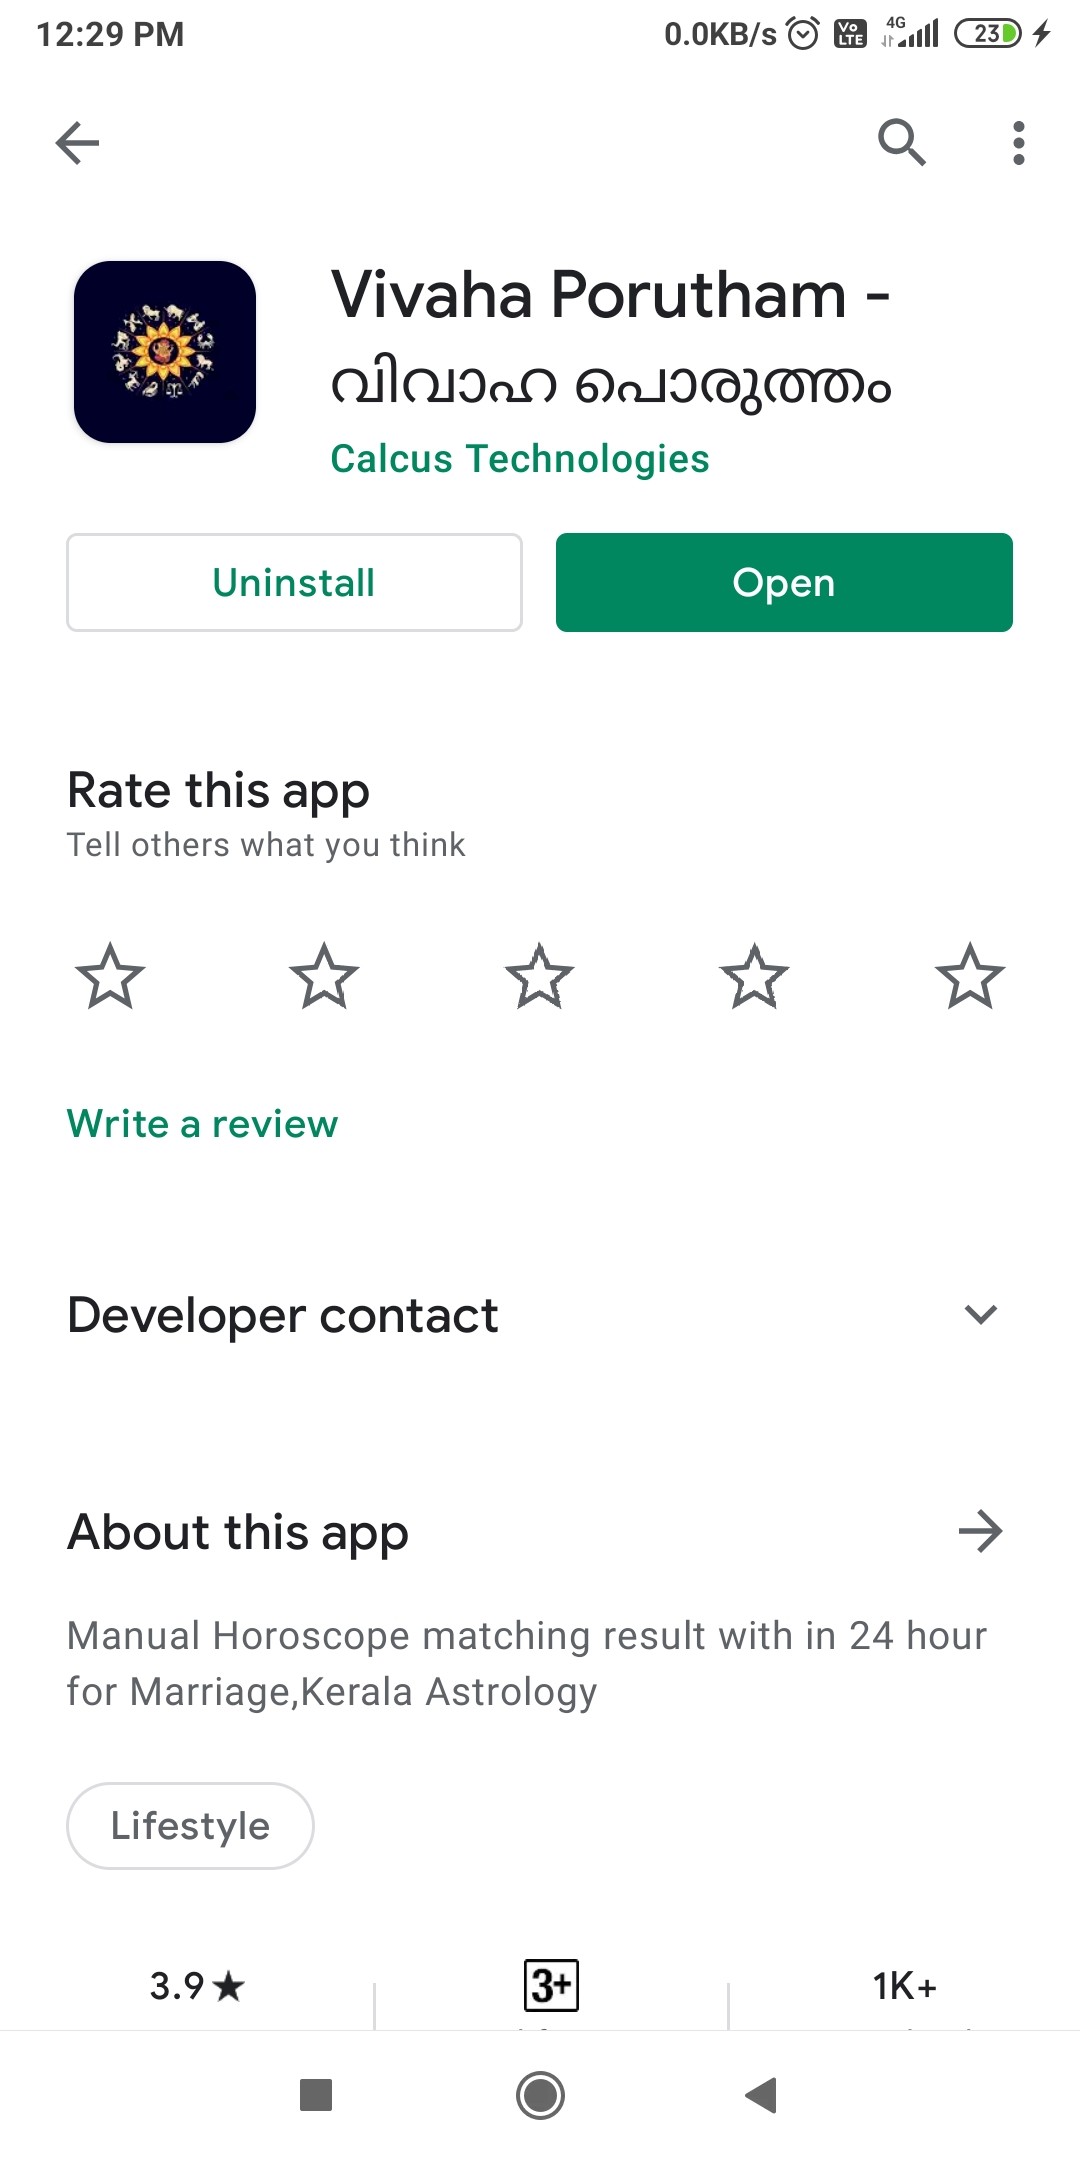 12:29 PM 0.0KB/s Vo LTE 4G 23
Vivaha Porutham -
വിവാഹ പൊരുത്തം
Calcus Technologies
Uninstall Open
Rate this app
Tell others what you think
Write a review
Developer contact
About this app
Manual Horoscope matching result with in 24 hour
for Marriage,Kerala Astrology
Lifestyle
3.9★ 3+ 1K+